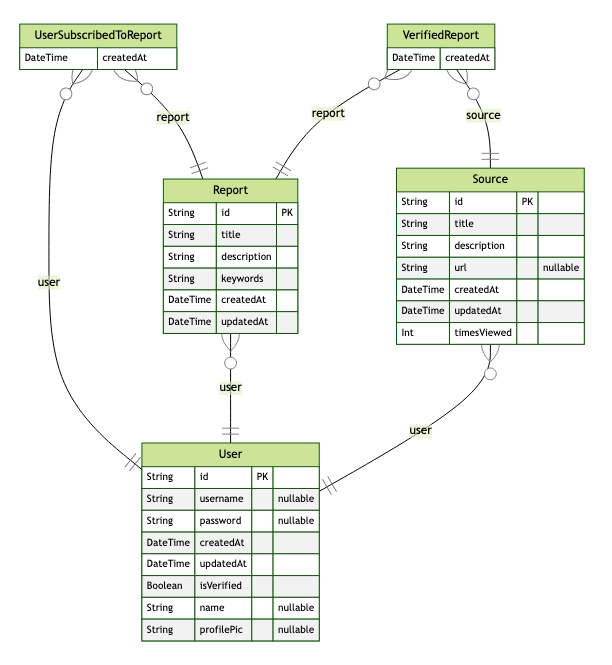 UserSubscribedToReport
DateTime createdAt
VerifiedReport
DateTime createdAt
report
report
source
Report
String id PK
String title
String description
String keywords
DateTime createdAt
DateTime updatedAt
Source
String id PK
String title
String description
String url nullable
DateTime createdAt
DateTime updatedAt
Int timesViewed
user
user
user
User
String id PK
String username nullable
String password nullable
DateTime createdAt
DateTime updatedAt
Boolean isVerified
String name nullable
String profilePic nullable